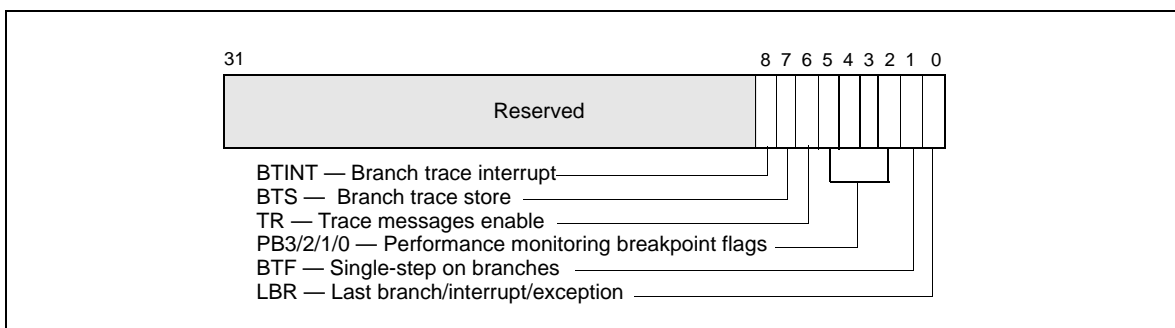 31 8 7 6 5 4 3 2 1 0
Reserved
BTINT — Branch trace interrupt
BTS — Branch trace store
TR — Trace messages enable
PB3/2/1/0 — Performance monitoring breakpoint flags
BTF — Single-step on branches
LBR — Last branch/interrupt/exception